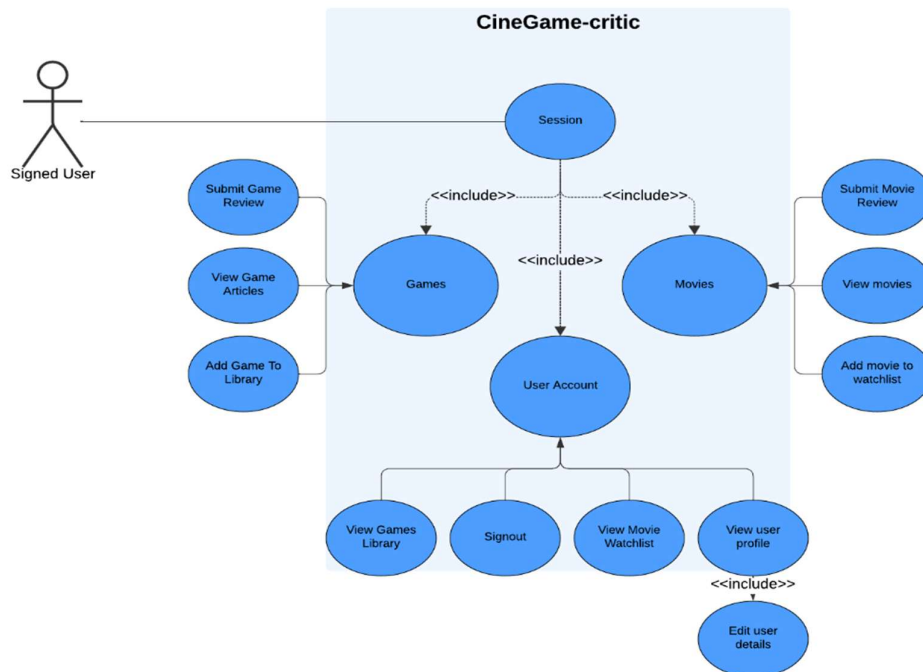 CineGame-critic
Signed User
Session
Submit Game
Review
<<include>>
<<include>>
Submit Movie
Review
<<include>>
View Game
Articles
Games
Movies
View movies
Add Game To
Library
User Account
Add movie to
watchlist
View Games
Library
Signout
View Movie
Watchlist
View user
profile
<<include>>
Edit user
details